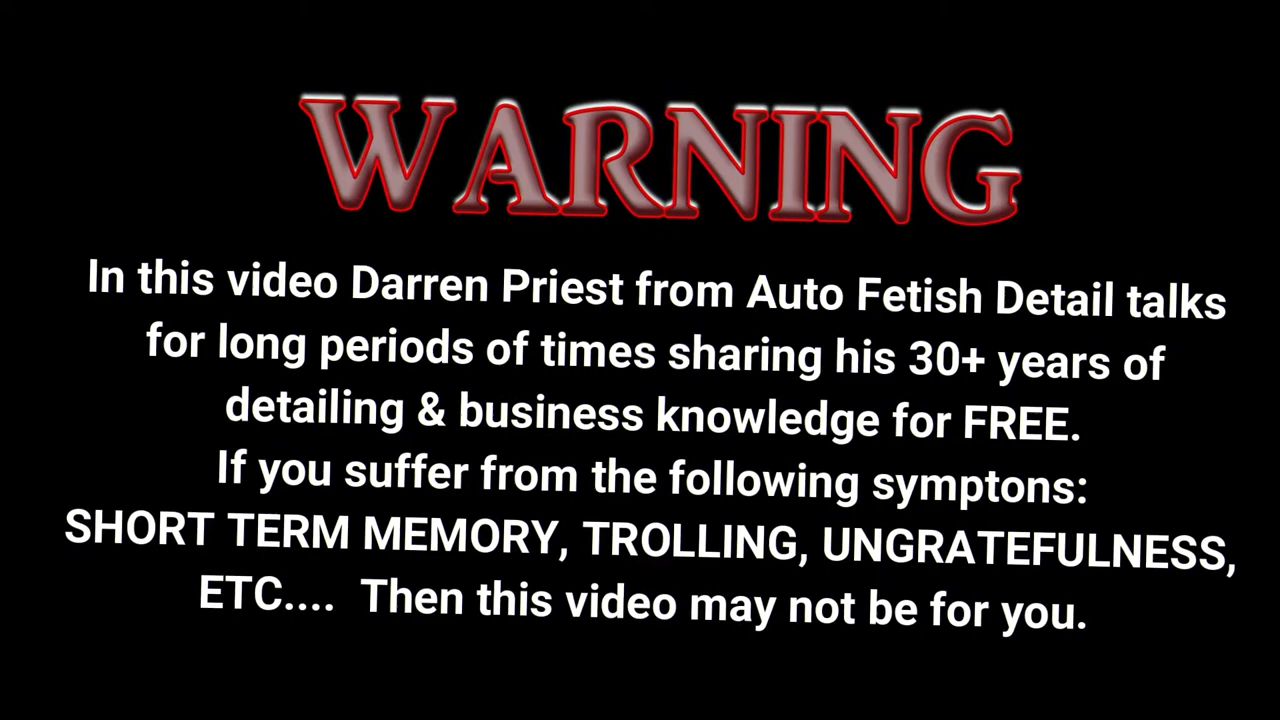 WARNING
In this video Darren Priest from Auto Fetish Detail talks
for long periods of times sharing his 30+ years of
detailing & business knowledge for FREE.
If you suffer from the following symptons:
SHORT TERM MEMORY, TROLLING, UNGRATEFULNESS,
ETC.... Then this video may not be for you.